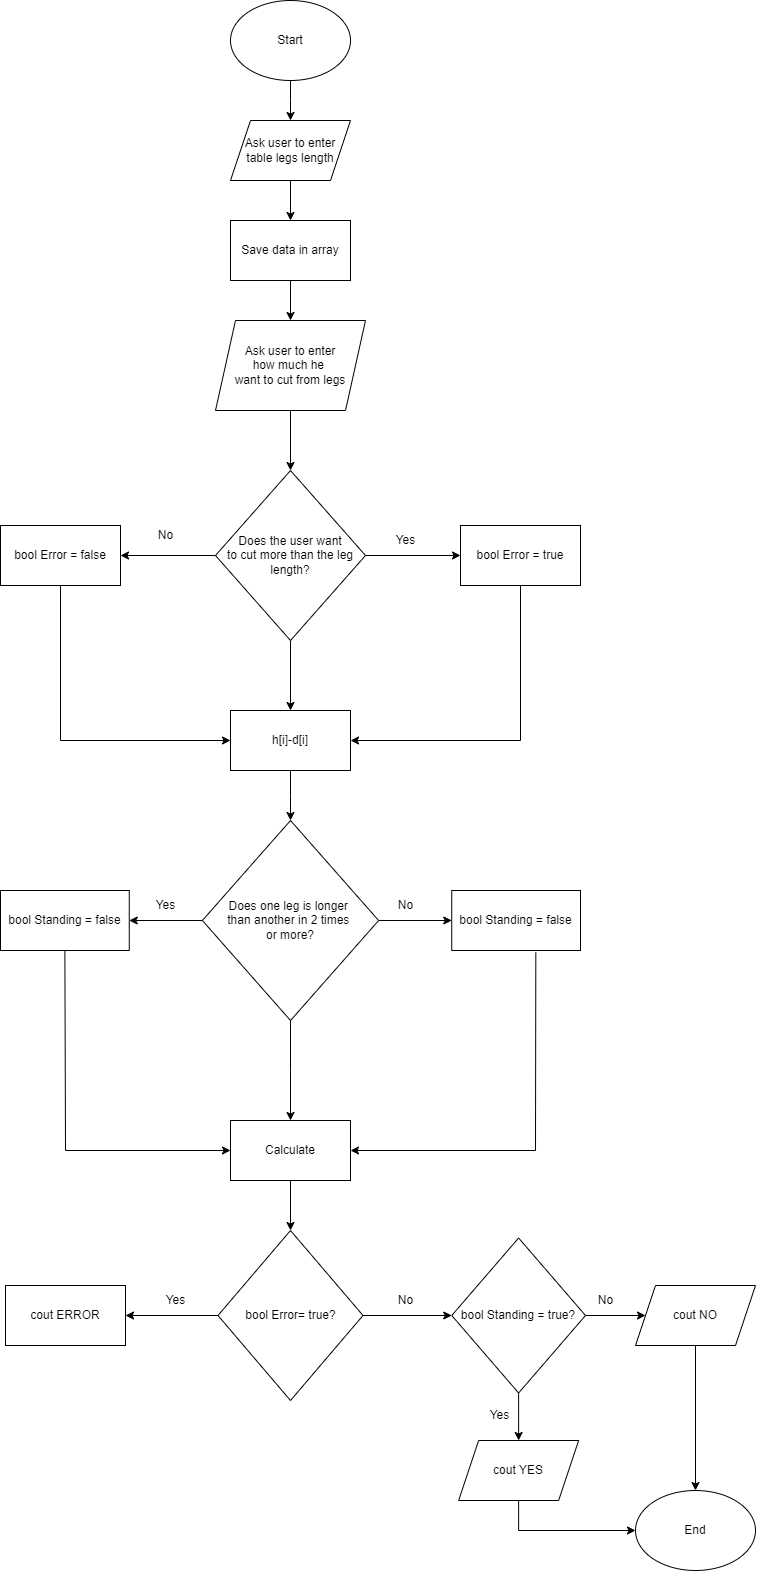 Start
Ask user to enter
table legs length
Save data in array
Ask user to enter
how much he
want to cut from legs
No
Yes
Does the user want
to cut more than the leg
length?
bool Error = false
bool Error = true
h[i]-d[i]
Yes
No
Does one leg is longer
than another in 2 times
or more?
bool Standing = false
bool Standing = false
Calculate
Yes
No
No
cout ERROR
bool Error= true?
bool Standing = true?
cout NO
Yes
cout YES
End